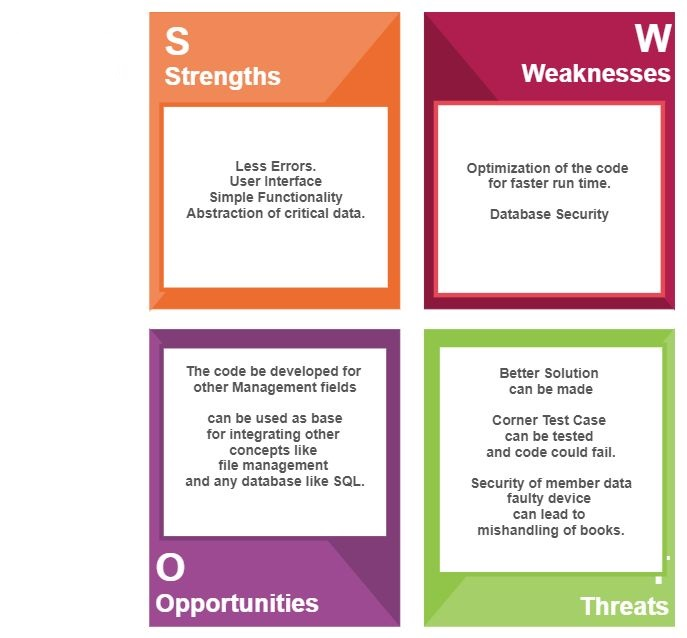 S
Strengths
Less Errors.
User Interface
Simple Functionality
Abstraction of critical data.
W
Weaknesses
Optimization of the code
for faster run time.
Database Security
The code be developed for
other Management fields
can be used as base
for integrating other
concepts like
file management
and any database like SQL.
O
Opportunities
Better Solution
can be made
Corner Test Case
can be tested
and code could fail.
Security of member data
faulty device
can lead to
mishandling of books.
Threats